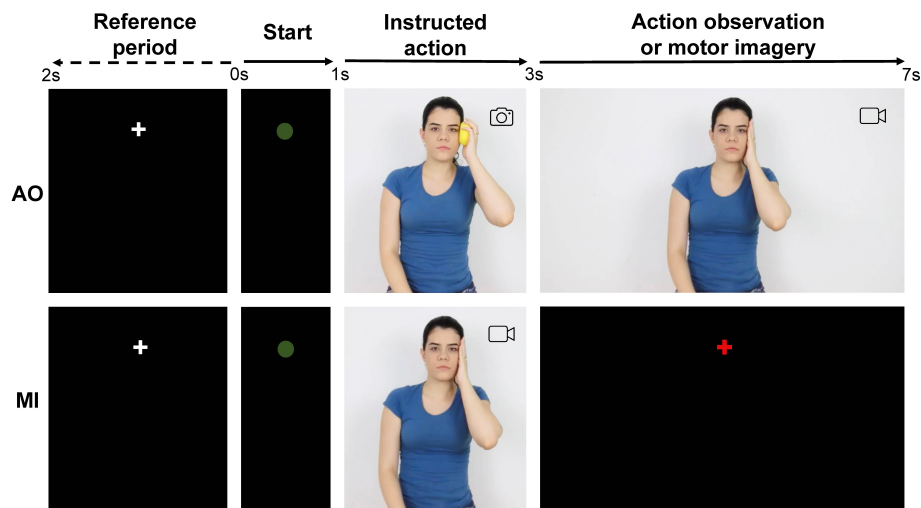 Reference
period
Start
Instructed
action
Action observation
or motor imagery
2s
0s
1s
3s
7s
AO
MI